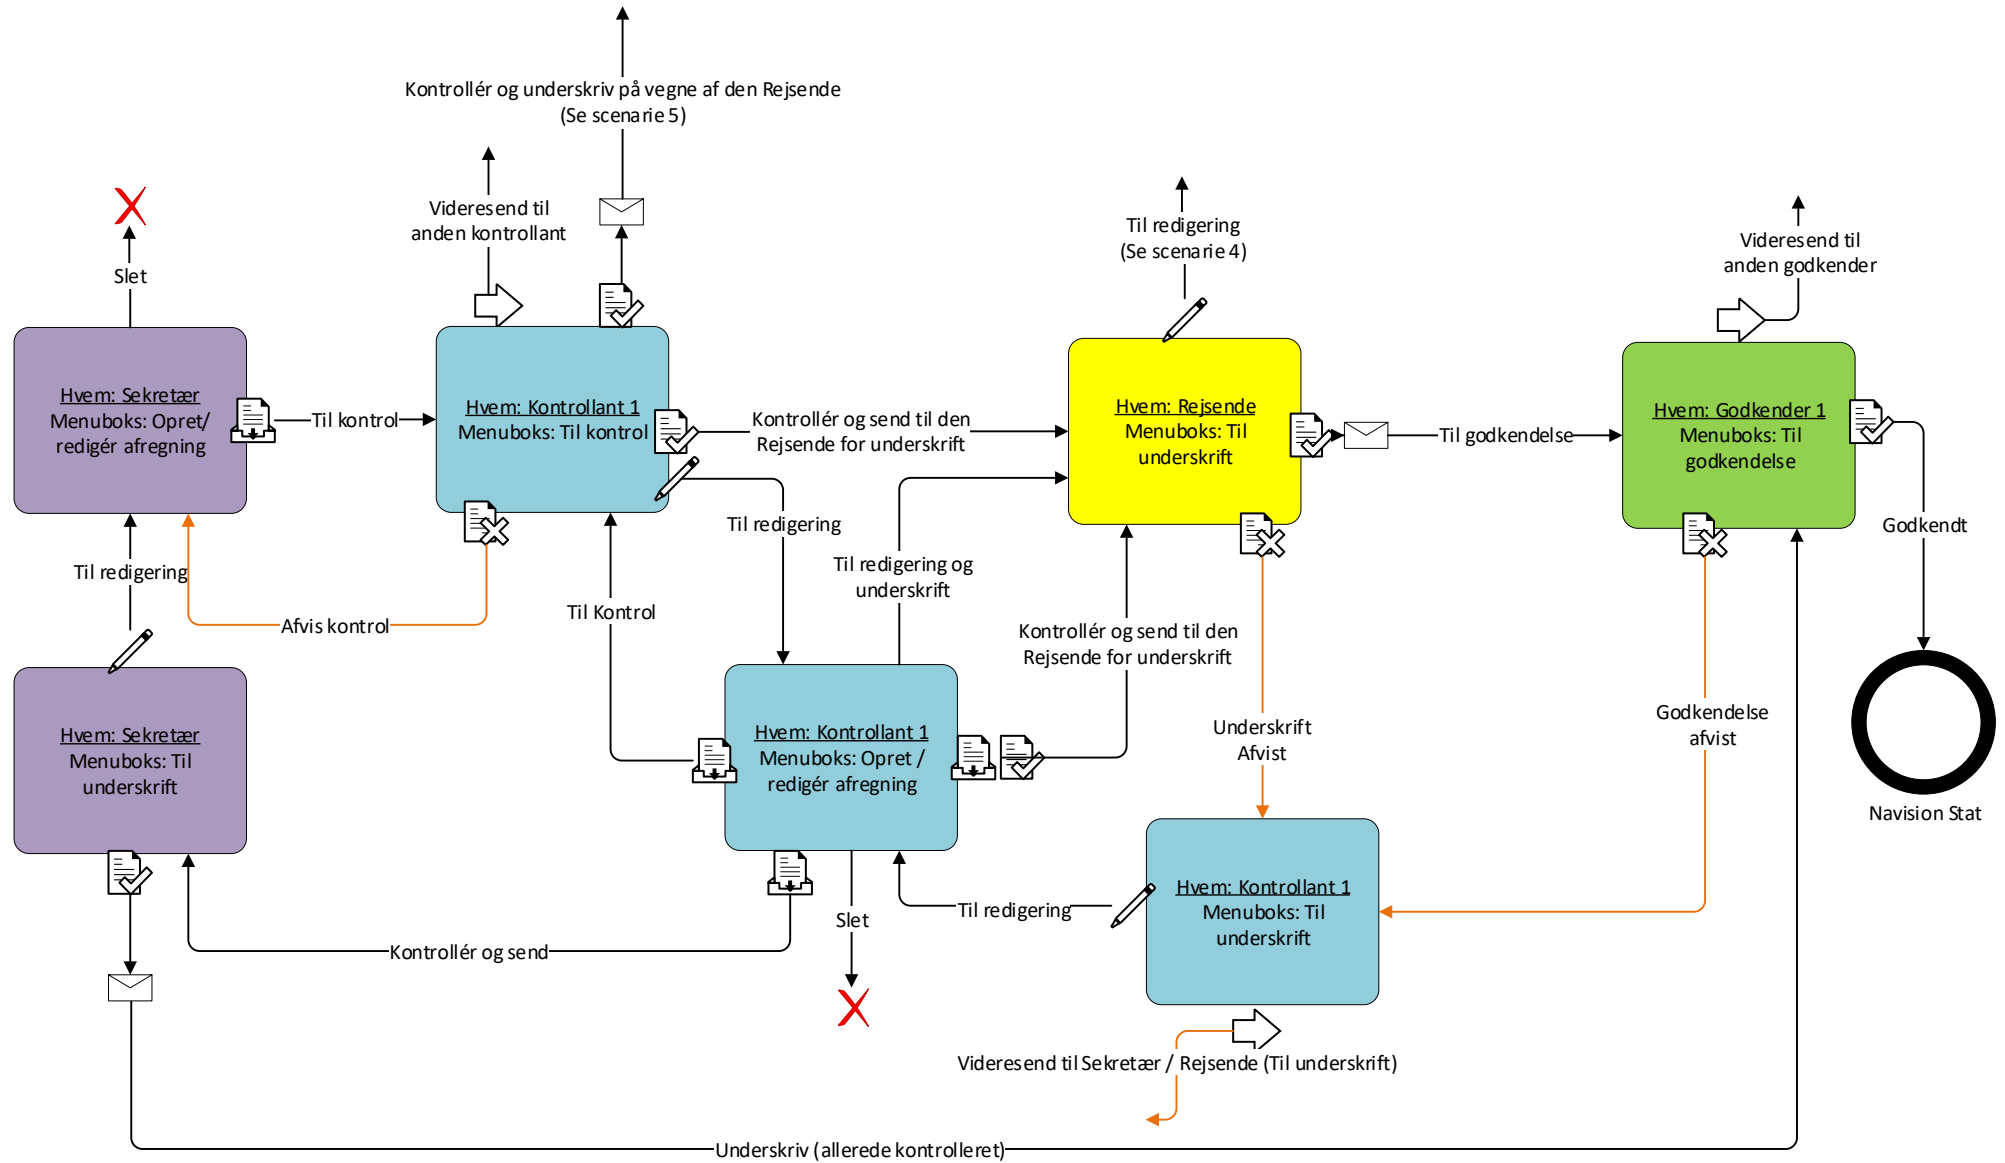 Kontrollér og underskriv på vegne af den Rejsende
(Se scenarie 5)
Videresend til
anden kontrollant
Til redigering
(Se scenarie 4)
Videresend til
anden godkender
Slet
Hvem: Sekretær
Menuboks: Opret/
redigér afregning
Til kontrol
Hvem: Kontrollant 1
Menuboks: Til kontrol
Kontrollér og send til den
Rejsende for underskrift
Hvem: Rejsende
Menuboks: Til
underskrift
Til godkendelse
Hvem: Godkender 1
Menuboks: Til
godkendelse
Til redigering
Godkendt
Til redigering
Til redigering og
underskrift
Afvis kontrol
Til Kontrol
Kontrollér og send til den
Rejsende for underskrift
Hvem: Sekretær
Menuboks: Til
underskrift
Hvem: Kontrollant 1
Menuboks: Opret /
redigér afregning
Underskrift
Afvist
Godkendelse
afvist
Navision Stat
Hvem: Kontrollant 1
Menuboks: Til
underskrift
Til redigering
Slet
Kontrollér og send
Videresend til Sekretær / Rejsende (Til underskrift)
Underskriv (allerede kontrolleret)